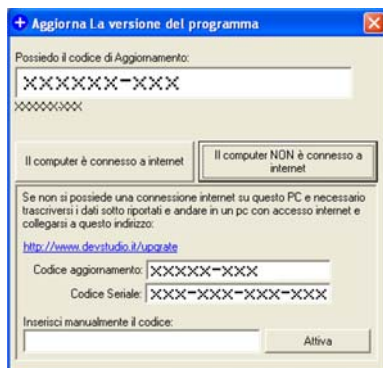 Aggiorna La versione del programma
Possiedo il codice di Aggiornamento:
XXXXXX-XXX
XXXXXX-XXX
Il computer è connesso a internet
Il computer NON è connesso a
internet
Se non si possiede una connessione internet su questo PC e necessario
trascriversi i dati sotto riportati e andare in un pc con accesso internet e
collegarsi a questo indirizzo:
http://www.devstudio.it/upgrate
Codice aggiornamento: XXXXX-XXX
Codice Seriale: XXX-XXX-XXX-XXX
Inserisci manualmente il codice:
Attiva